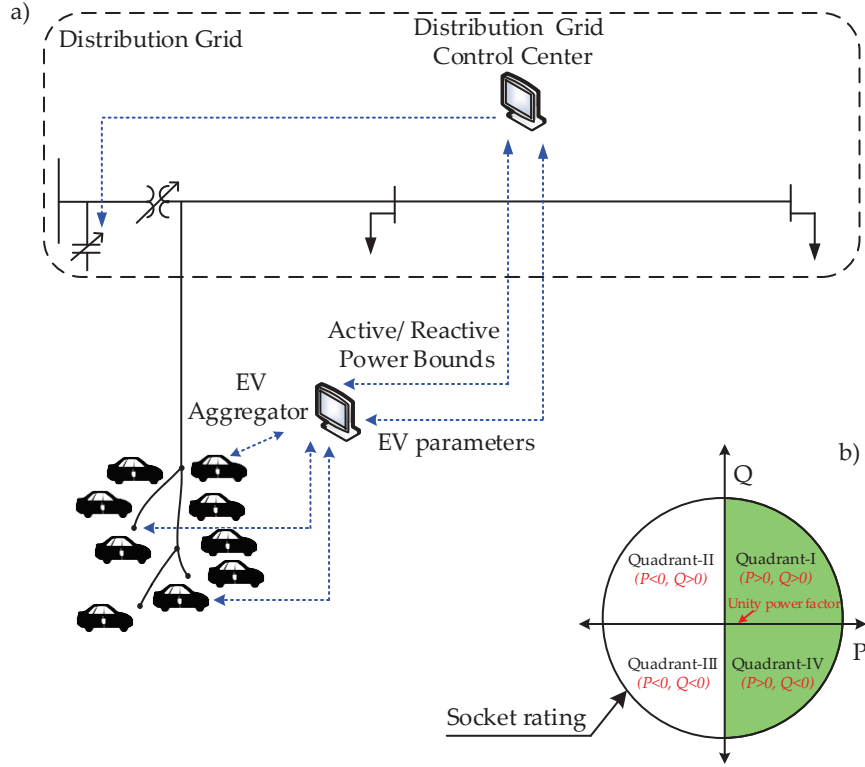 a)
Distribution Grid
Distribution Grid
Control Center
Active/ Reactive
Power Bounds
EV
Aggregator
EV parameters
b)
Q
Quadrant-II
(P<0, Q>0)
Quadrant-I
(P>0, Q>0)
Unity power factor
P
Quadrant-III
(P<0, Q<0)
Quadrant-IV
(P>0, Q<0)
Socket rating